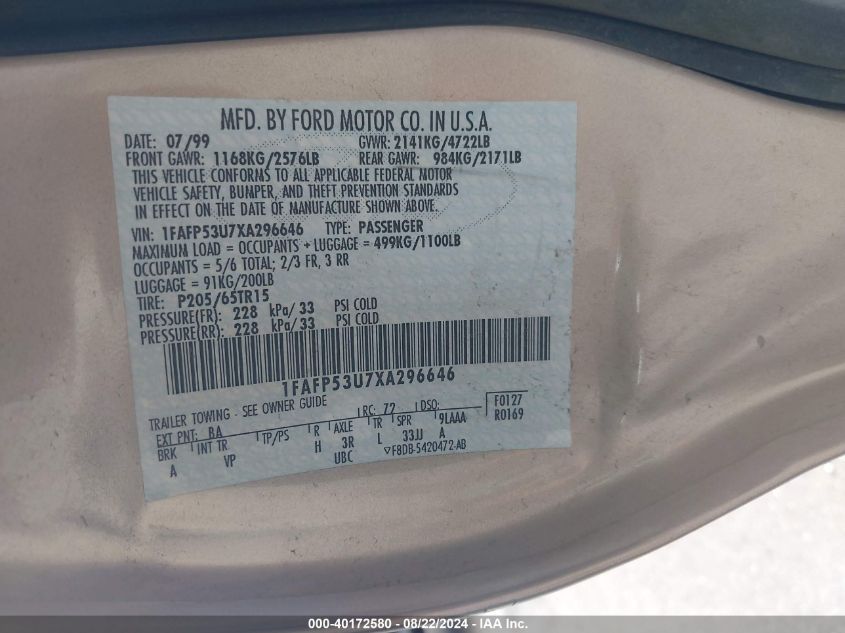 MFD. BY FORD MOTOR CO. IN U.S.A.
DATE: 07/99 GVWR: 2141KG/4722LB
FRONT GAWR: 1168KG/2576LB REAR GAWR: 984KG/2171LB
THIS VEHICLE CONFORMS TO ALL APPLICABLE FEDERAL MOTOR
VEHICLE SAFETY, BUMPER, AND THEFT PREVENTION STANDARDS
IN EFFECT ON THE DATE OF MANUFACTURE SHOWN ABOVE.
VIN: 1FAFP53U7XA296646 TYPE: PASSENGER
MAXIMUM LOAD = OCCUPANTS + LUGGAGE = 499KG/1100LB
OCCUPANTS = 5/6 TOTAL; 2/3 FR, 3 RR
LUGGAGE = 91KG/200LB
TIRE: P205/65TR15
PRESSURE(FR): 228 kPa/33 PSI COLD
PRESSURE(RR): 228 kPa/33 PSI COLD
1FAFP53U7XA296646
TRAILER TOWING - SEE OWNER GUIDE
EXT PNT: BA RC: 72 DSO: F0127
BRK INT TR TP/PS R AXLE TR SPR 9LAAA R0169
A VP H 3R L 33JJ A
UBC F8DB-5420472-AB
000-40172580 - 08/22/2024 - IAA Inc.